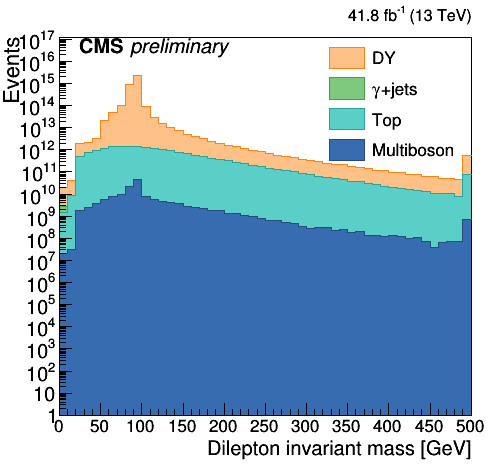 41.8 fb⁻¹ (13 TeV)
CMS preliminary
Events
DY
γ+jets
Top
Multiboson
10¹⁷
10¹⁶
10¹⁵
10¹⁴
10¹³
10¹²
10¹¹
10¹⁰
10⁹
10⁸
10⁷
10⁶
10⁵
10⁴
10³
10²
10
1
0 50 100 150 200 250 300 350 400 450 500
Dilepton invariant mass [GeV]